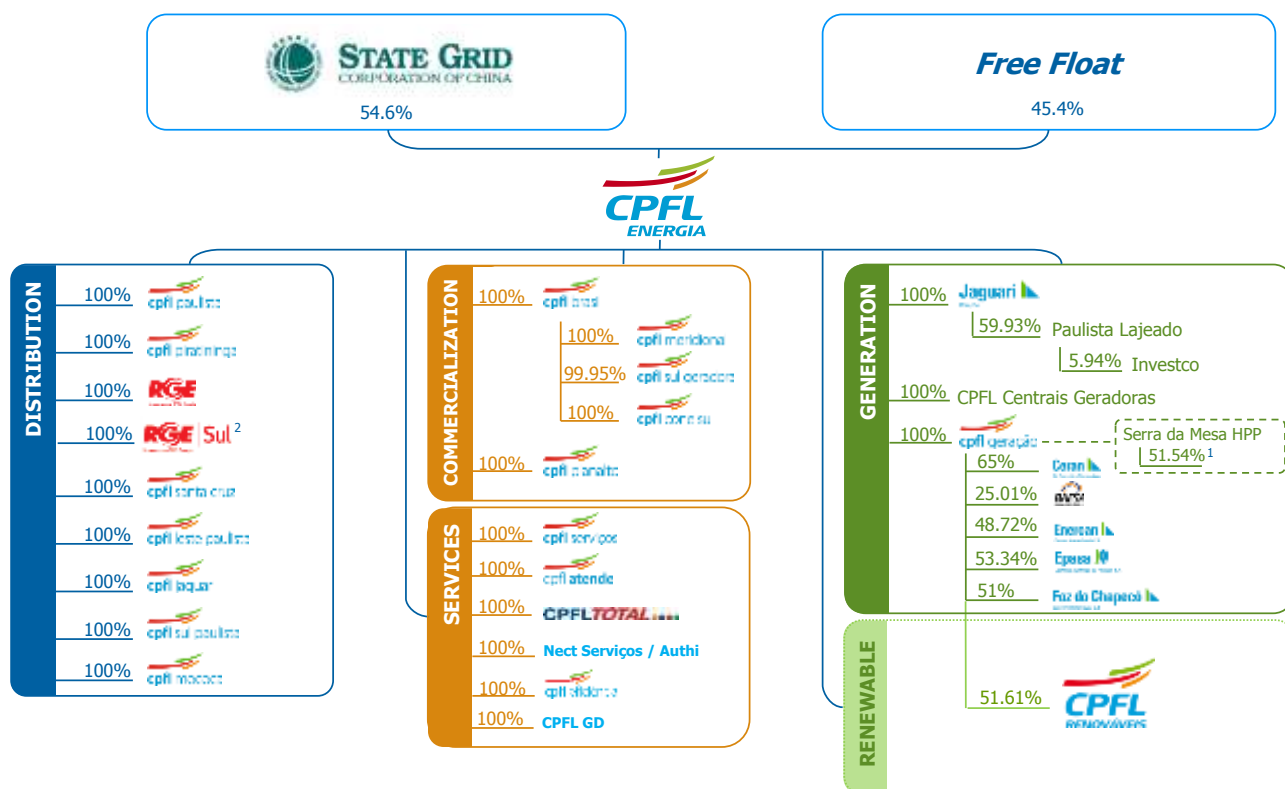 STATE GRID
CORPORATION OF CHINA
54.6%
Free Float
45.4%
CPFL
ENERGIA
DISTRIBUTION
100% cpfl paulista
100% cpfl piratininga
100% RGE
100% RGE Sul 2
100% cpfl santa cruz
100% cpfl leste paulista
100% cpfl jaguari
100% cpfl sul paulista
100% cpfl mococa
COMMERCIALIZATION
100% cpfl brasil
100% cpfl meridional
99.95% cpfl sul geradora
100% cpfl cone sul
100% cpfl planalto
SERVICES
100% cpfl serviços
100% cpfl atende
100% CPFL TOTAL
100% Nect Serviços / Authi
100% cpfl eficiência
100% CPFL GD
GENERATION
100% Jaguari
59.93% Paulista Lajeado
5.94% Investco
100% CPFL Centrais Geradoras
100% cpfl geração
Serra da Mesa HPP
51.54% 1
65% Ceran
25.01% BAESA
48.72% Enercan
53.34% Epasa
51% Foz do Chapecó
RENEWABLE
51.61% CPFL
RENOVÁVEIS